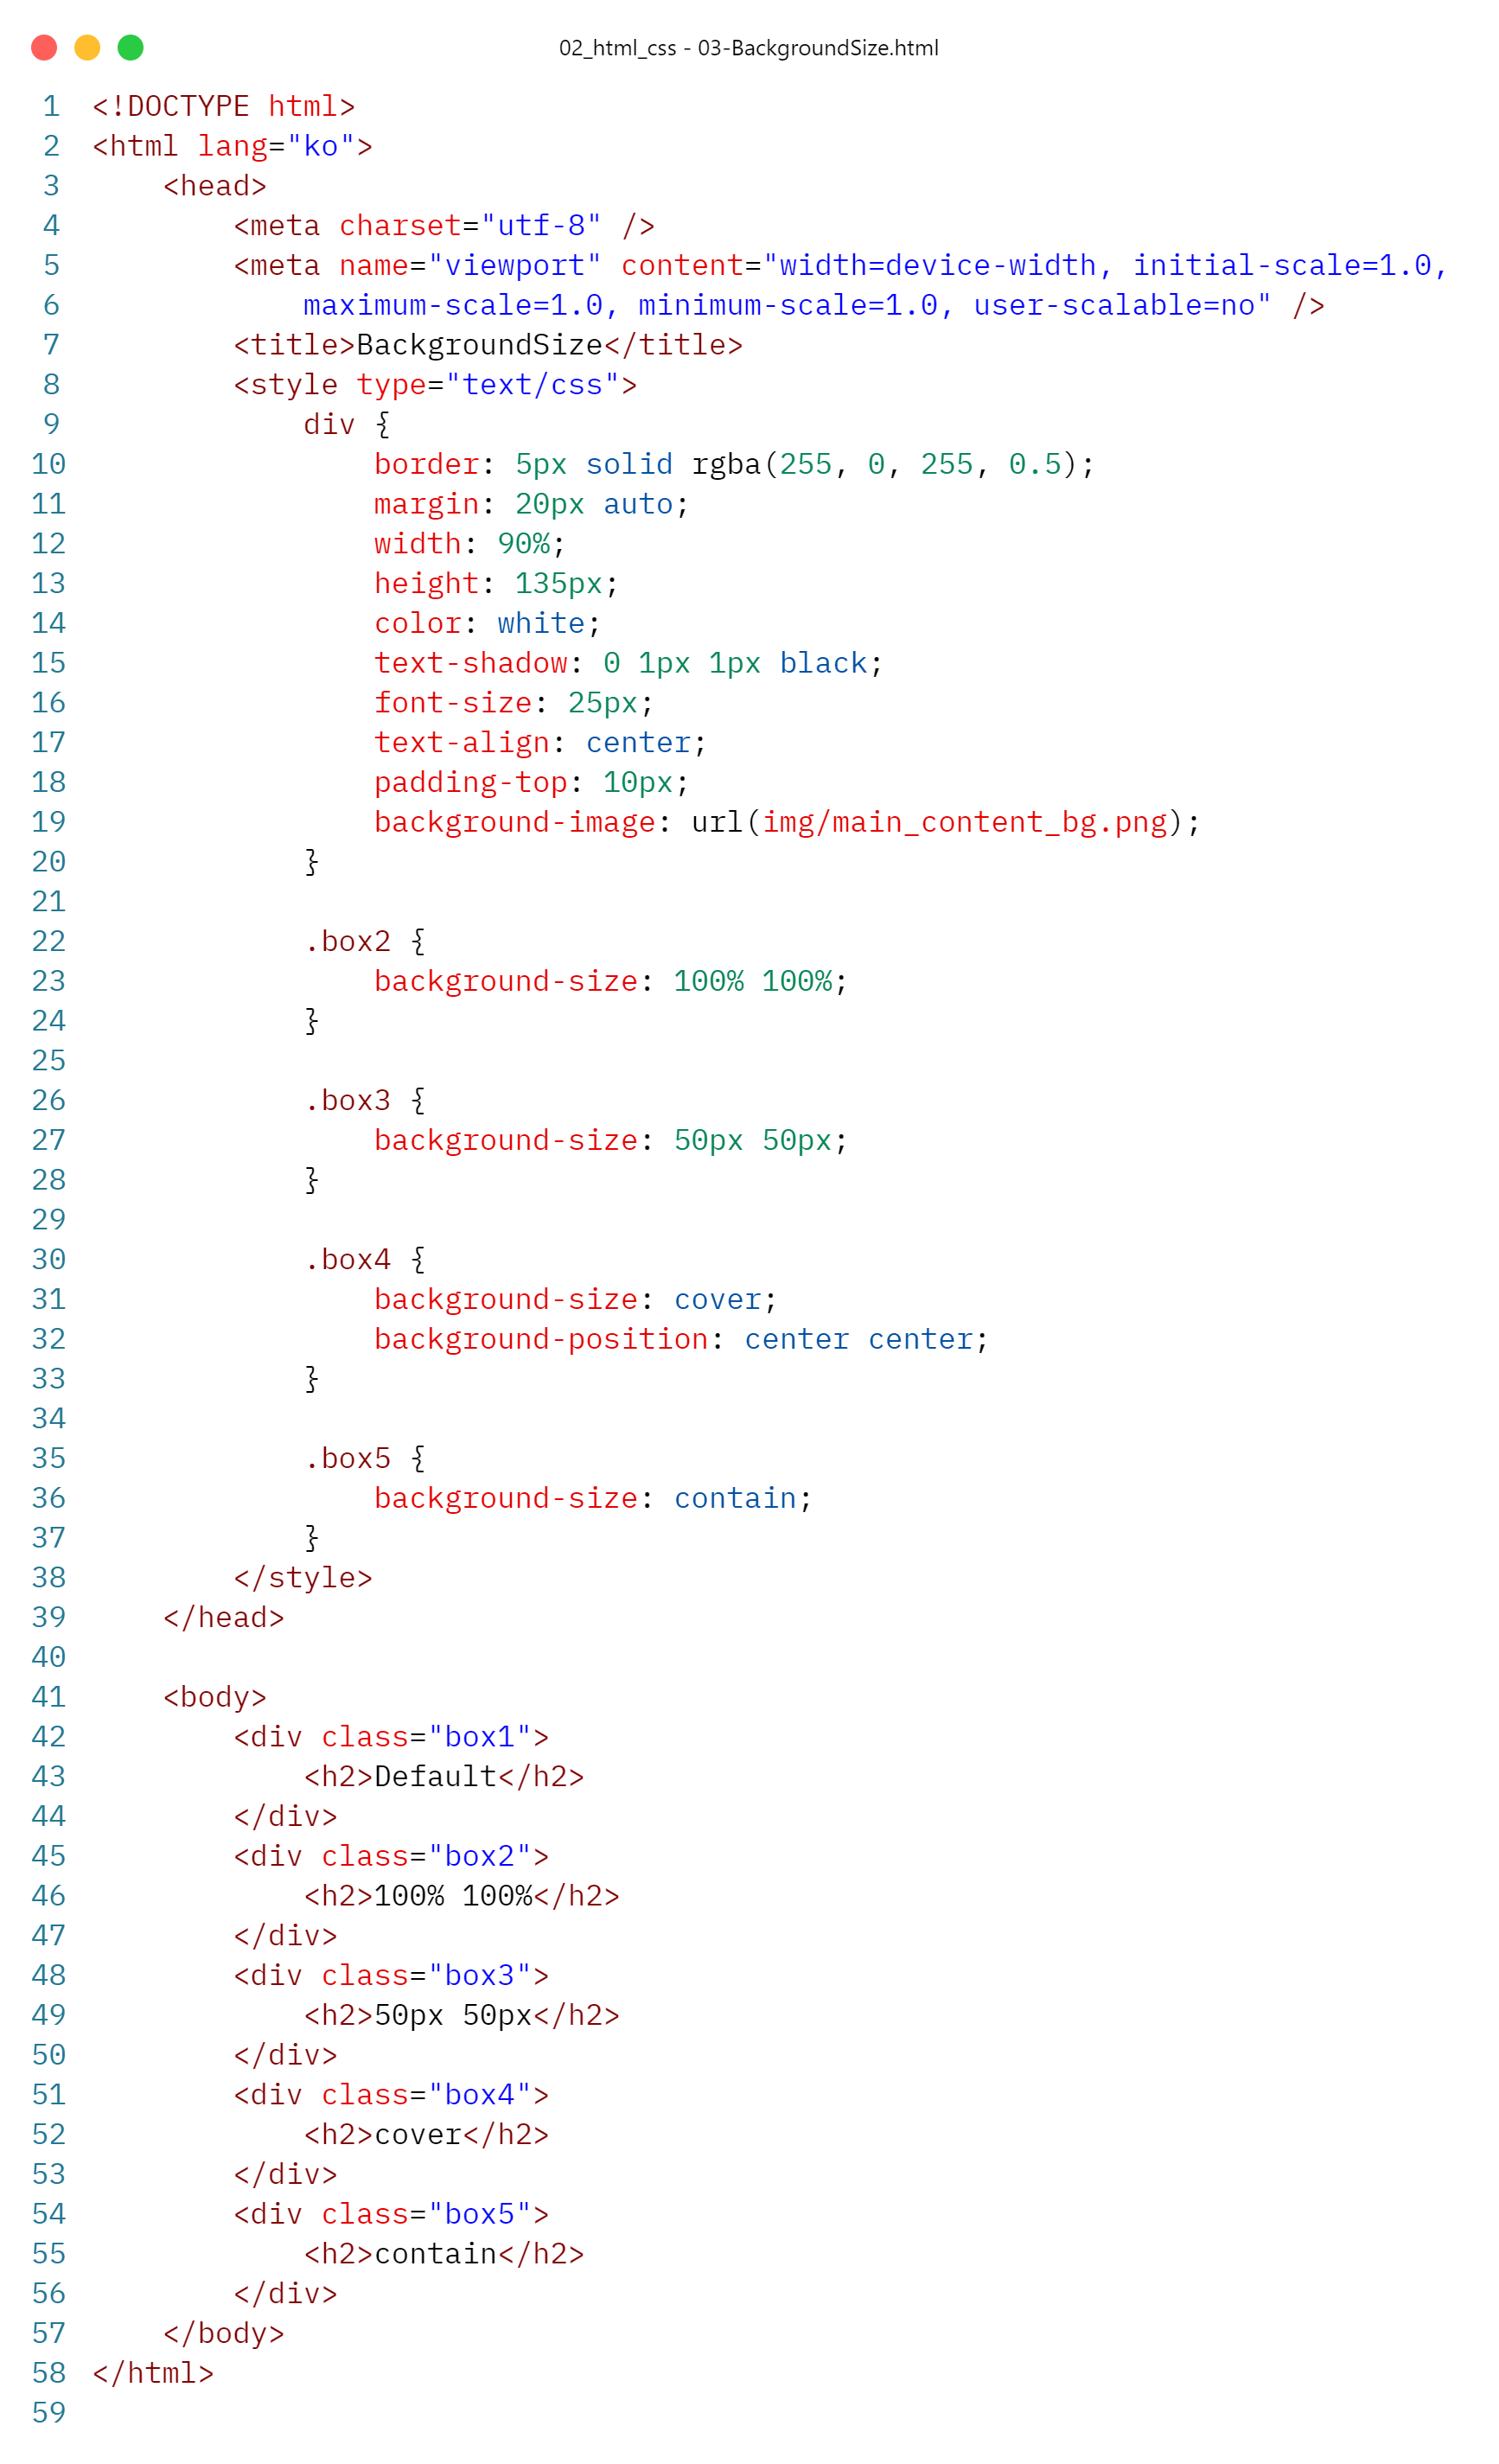 02_html_css - 03-BackgroundSize.html
1 <!DOCTYPE html>
2 <html lang="ko">
3     <head>
4         <meta charset="utf-8" />
5         <meta name="viewport" content="width=device-width, initial-scale=1.0,
6             maximum-scale=1.0, minimum-scale=1.0, user-scalable=no" />
7         <title>BackgroundSize</title>
8         <style type="text/css">
9             div {
10                 border: 5px solid rgba(255, 0, 255, 0.5);
11                 margin: 20px auto;
12                 width: 90%;
13                 height: 135px;
14                 color: white;
15                 text-shadow: 0 1px 1px black;
16                 font-size: 25px;
17                 text-align: center;
18                 padding-top: 10px;
19                 background-image: url(img/main_content_bg.png);
20             }
21
22             .box2 {
23                 background-size: 100% 100%;
24             }
25
26             .box3 {
27                 background-size: 50px 50px;
28             }
29
30             .box4 {
31                 background-size: cover;
32                 background-position: center center;
33             }
34
35             .box5 {
36                 background-size: contain;
37             }
38         </style>
39     </head>
40
41     <body>
42         <div class="box1">
43             <h2>Default</h2>
44         </div>
45         <div class="box2">
46             <h2>100% 100%</h2>
47         </div>
48         <div class="box3">
49             <h2>50px 50px</h2>
50         </div>
51         <div class="box4">
52             <h2>cover</h2>
53         </div>
54         <div class="box5">
55             <h2>contain</h2>
56         </div>
57     </body>
58 </html>
59